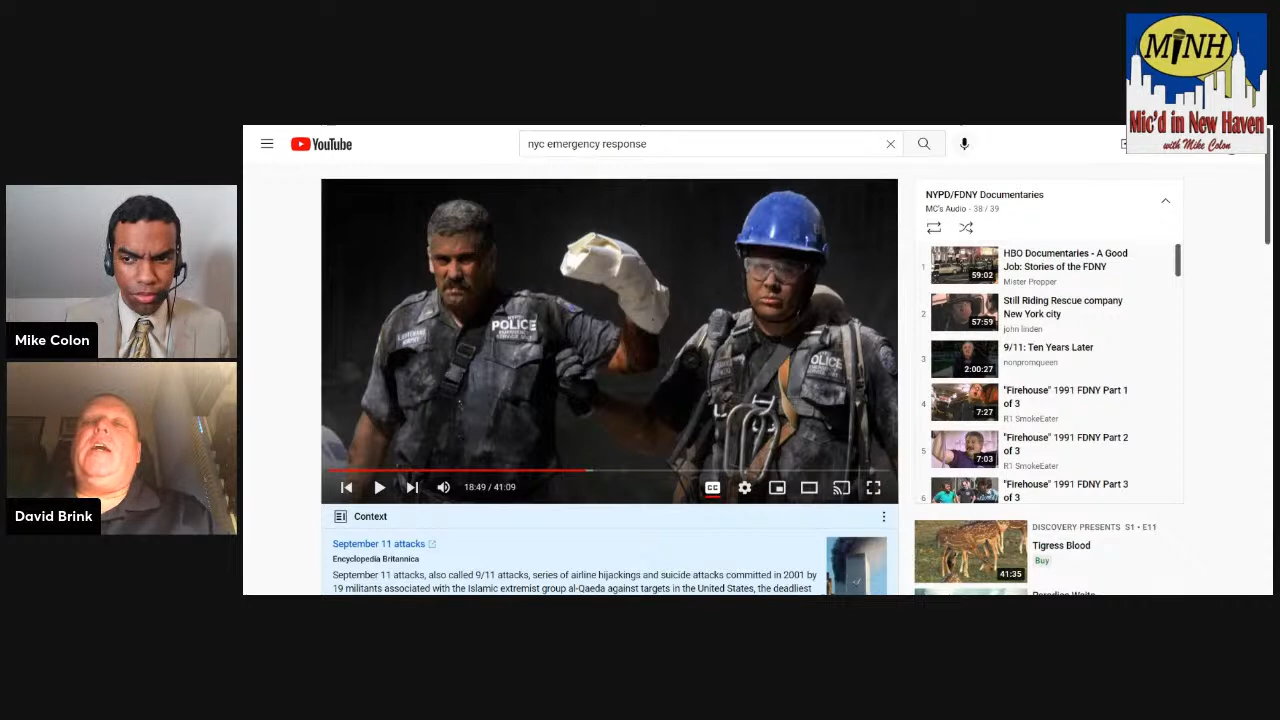 MINH
Mic'd in New Haven
with Mike Colon
YouTube
nyc emergency response
Mike Colon
David Brink
POLICE
POLICE
18:49 / 41:09
CC
Context
September 11 attacks
Encyclopedia Britannica
September 11 attacks, also called 9/11 attacks, series of airline hijackings and suicide attacks committed in 2001 by
19 militants associated with the Islamic extremist group al-Qaeda against targets in the United States, the deadliest
NYPD/FDNY Documentaries
MC's Audio - 38 / 39
1
59:02
HBO Documentaries - A Good
Job: Stories of the FDNY
Mister Propper
2
57:59
Still Riding Rescue company
New York city
john linden
3
2:00:27
9/11: Ten Years Later
nonpromqueen
4
7:27
"Firehouse" 1991 FDNY Part 1
of 3
R1 SmokeEater
5
7:03
"Firehouse" 1991 FDNY Part 2
of 3
R1 SmokeEater
6
"Firehouse" 1991 FDNY Part 3
of 3
41:35
DISCOVERY PRESENTS S1 • E11
Tigress Blood
Buy